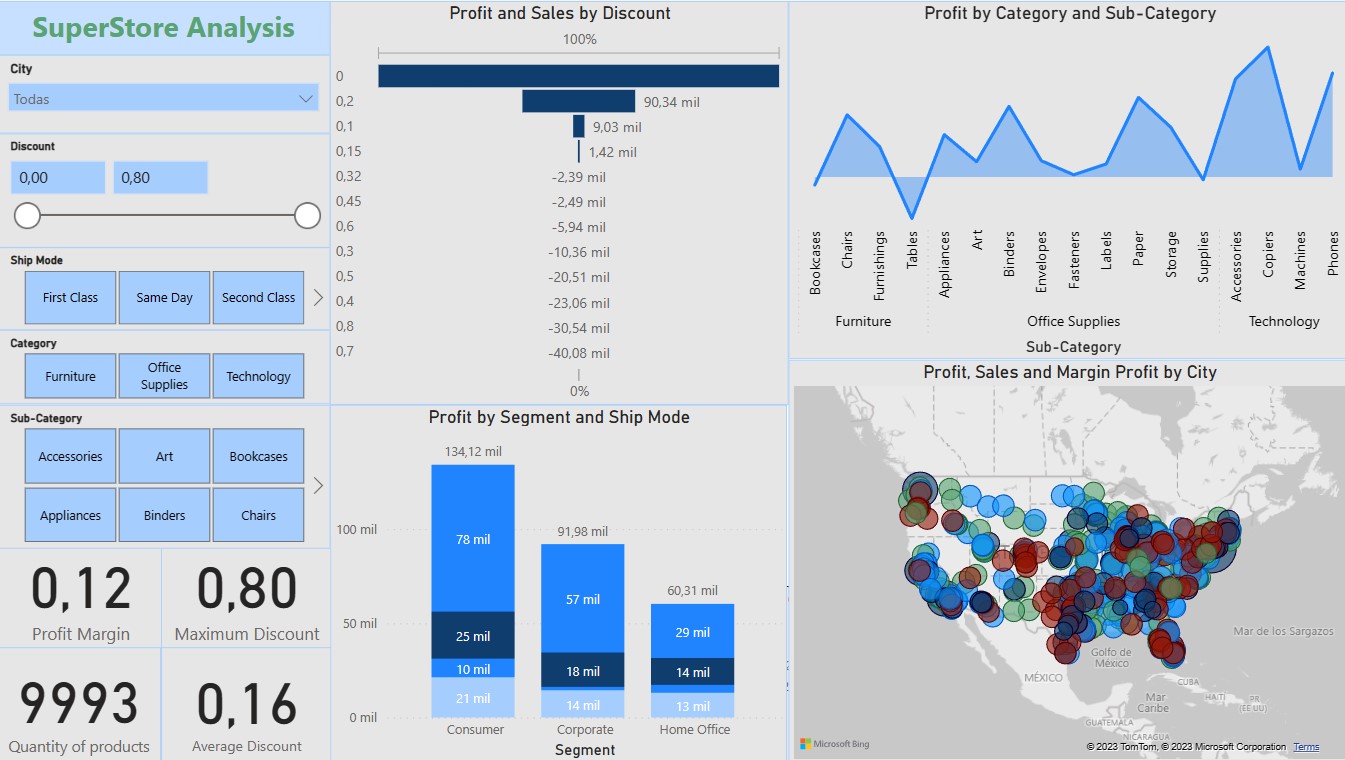 SuperStore Analysis
City
Todas
Discount
0,00
0,80
Ship Mode
First Class
Same Day
Second Class
Category
Furniture
Office
Supplies
Technology
Sub-Category
Accessories
Art
Bookcases
Appliances
Binders
Chairs
0,12
Profit Margin
0,80
Maximum Discount
9993
Quantity of products
0,16
Average Discount
Profit and Sales by Discount
100%
0
0,2
90,34 mil
0,1
9,03 mil
0,15
1,42 mil
0,32
-2,39 mil
0,45
-2,49 mil
0,6
-5,94 mil
0,3
-10,36 mil
0,5
-20,51 mil
0,4
-23,06 mil
0,8
-30,54 mil
0,7
-40,08 mil
0%
Profit by Segment and Ship Mode
134,12 mil
91,98 mil
60,31 mil
100 mil
50 mil
0 mil
78 mil
25 mil
10 mil
21 mil
57 mil
18 mil
14 mil
29 mil
14 mil
13 mil
Consumer
Corporate
Home Office
Segment
Profit by Category and Sub-Category
Bookcases
Chairs
Furnishings
Tables
Appliances
Art
Binders
Envelopes
Fasteners
Labels
Paper
Storage
Supplies
Accessories
Copiers
Machines
Phones
Furniture
Office Supplies
Technology
Sub-Category
Profit, Sales and Margin Profit by City
Mar de los Sargazos
Golfo de
México
MÉXICO
CUBA
HAITÍ
PR
(EE UU)
Mar
Caribe
GUATEMALA
NICARAGUA
Microsoft Bing
© 2023 TomTom, © 2023 Microsoft Corporation Terms